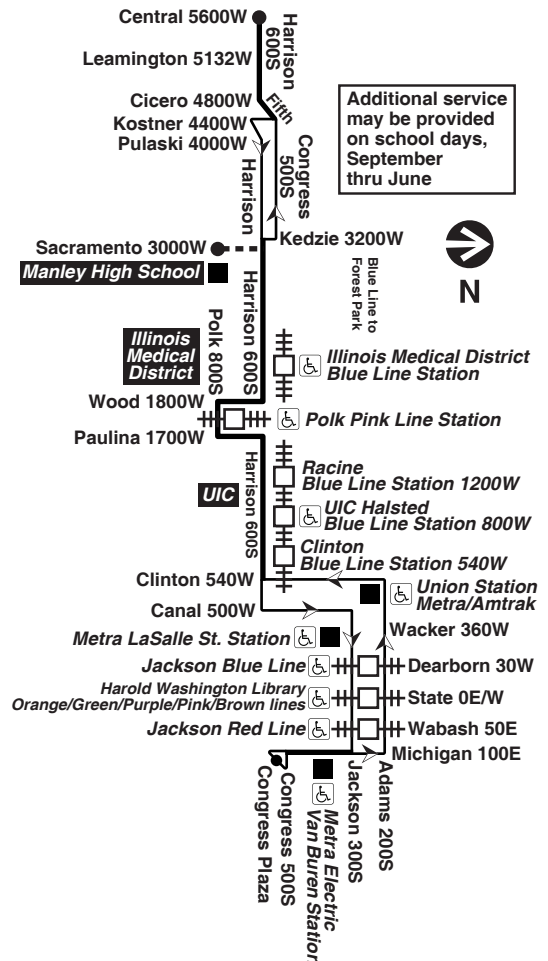 Central 5600W
Harrison
600S
Leamington 5132W
Cicero 4800W
Fifth
Kostner 4400W
Pulaski 4000W
Harrison
Congress
500S
Additional service
may be provided
on school days,
September
thru June
Kedzie 3200W
Sacramento 3000W
Manley High School
N
Blue Line to
Forest Park
Harrison 600S
Polk 800S
Illinois
Medical
District
Illinois Medical District
Blue Line Station
Wood 1800W
Polk Pink Line Station
Paulina 1700W
Harrison 600S
Racine
Blue Line Station 1200W
UIC
UIC Halsted
Blue Line Station 800W
Clinton
Blue Line Station 540W
Clinton 540W
Union Station
Metra/Amtrak
Canal 500W
Wacker 360W
Metra LaSalle St. Station
Jackson Blue Line
Dearborn 30W
Harold Washington Library
Orange/Green/Purple/Pink/Brown lines
State 0E/W
Jackson Red Line
Wabash 50E
Michigan 100E
Adams 200S
Jackson 300S
Metra Electric
Van Buren Station
Congress 500S
Congress Plaza